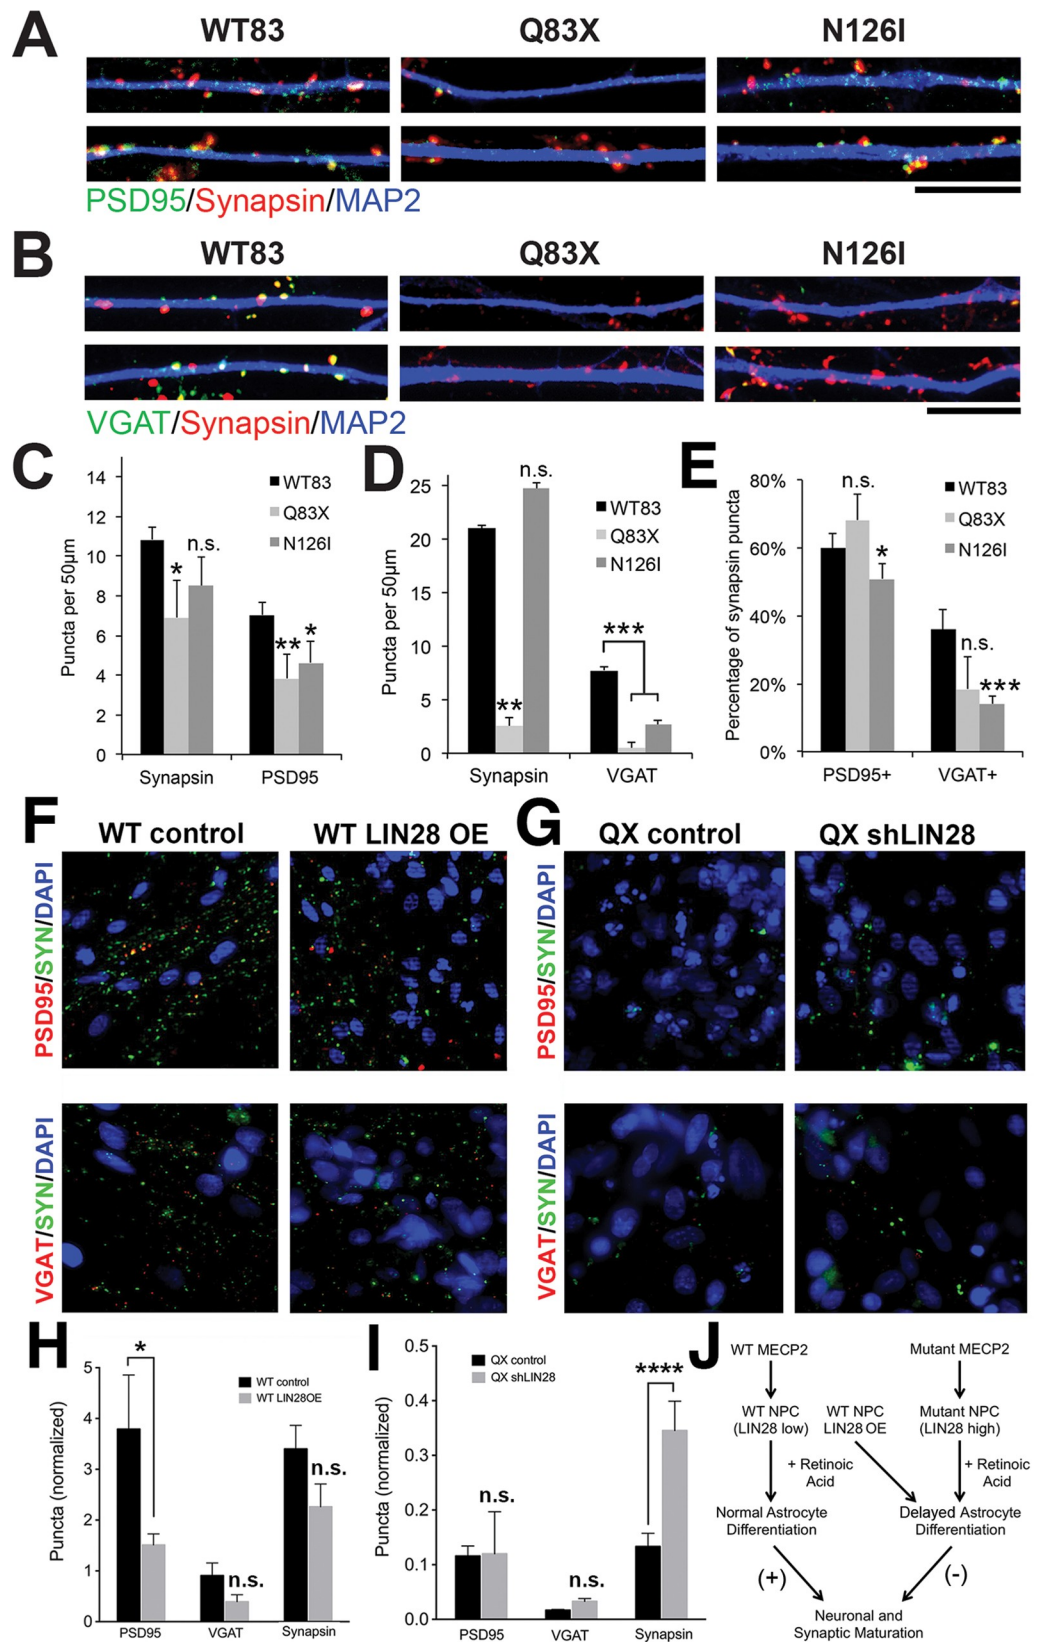 A
WT83 Q83X N126I
PSD95/Synapsin/MAP2
B
WT83 Q83X N126I
VGAT/Synapsin/MAP2
C
Puncta per 50µm
14
12
10
8
6
4
2
0
WT83
Q83X
N126I
*
n.s.
**
*
Synapsin PSD95
D
Puncta per 50µm
25
20
15
10
5
0
n.s.
WT83
Q83X
N126I
**
***
Synapsin VGAT
E
Percentage of synapsin puncta
80%
60%
40%
20%
0%
n.s.
*
WT83
Q83X
N126I
n.s.
***
PSD95+ VGAT+
F
WT control WT LIN28 OE
PSD95/SYN/DAPI
VGAT/SYN/DAPI
G
QX control QX shLIN28
PSD95/SYN/DAPI
VGAT/SYN/DAPI
H
Puncta (normalized)
5
4
3
2
1
0
*
WT control
WT LIN28OE
n.s.
n.s.
PSD95 VGAT Synapsin
I
Puncta (normalized)
0.5
0.4
0.3
0.2
0.1
0.0
QX control
QX shLIN28
n.s.
n.s.
****
PSD95 VGAT Synapsin
J
WT MECP2 Mutant MECP2
WT NPC WT NPC Mutant NPC
(LIN28 low) LIN28 OE (LIN28 high)
+ Retinoic + Retinoic
Acid Acid
Normal Astrocyte Delayed Astrocyte
Differentiation Differentiation
(+) (-)
Neuronal and
Synaptic Maturation